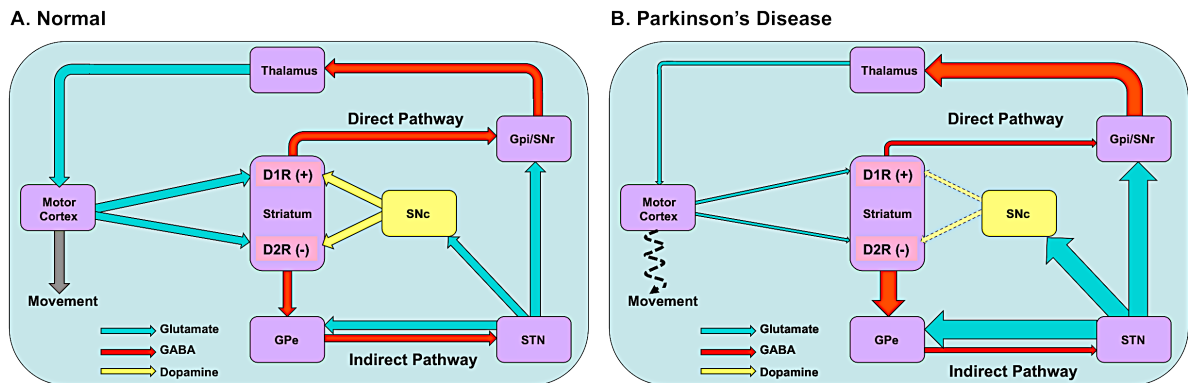 A. Normal
Thalamus
Direct Pathway
Gpi/SNr
D1R (+)
Motor
Cortex
Striatum
SNc
D2R (-)
Movement
Glutamate
GABA
Dopamine
GPe
STN
Indirect Pathway
B. Parkinson’s Disease
Thalamus
Direct Pathway
Gpi/SNr
D1R (+)
Motor
Cortex
Striatum
SNc
D2R (-)
Movement
Glutamate
GABA
Dopamine
GPe
STN
Indirect Pathway